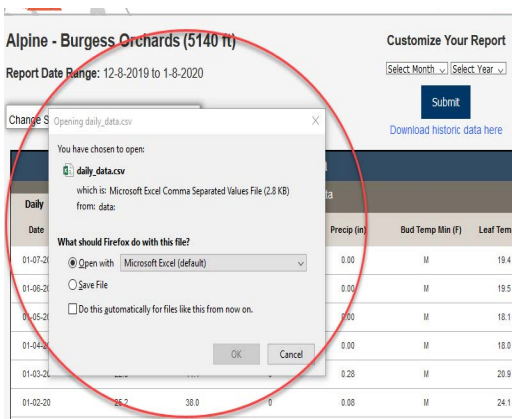 Alpine - Burgess Orchards (5140 ft)
Customize Your Report
Report Date Range: 12-8-2019 to 1-8-2020
Select Month Select Year
Submit
Download historic data here
Change S
Opening daily_data.csv
You have chosen to open:
daily_data.csv
which is: Microsoft Excel Comma Separated Values File (2.8 KB)
from: data:
What should Firefox do with this file?
Open with Microsoft Excel (default)
Save File
Do this automatically for files like this from now on.
OK Cancel
Daily
Date Precip (in) Bud Temp Min (F) Leaf Tem
01-07-20 0.00 M 19.4
01-06-20 0.00 M 19.5
01-05-20 0.00 M 18.1
01-04-20 0.00 M 18.0
01-03-20 0.28 M 20.9
01-02-20 25.2 38.0 0 0.08 M 24.1